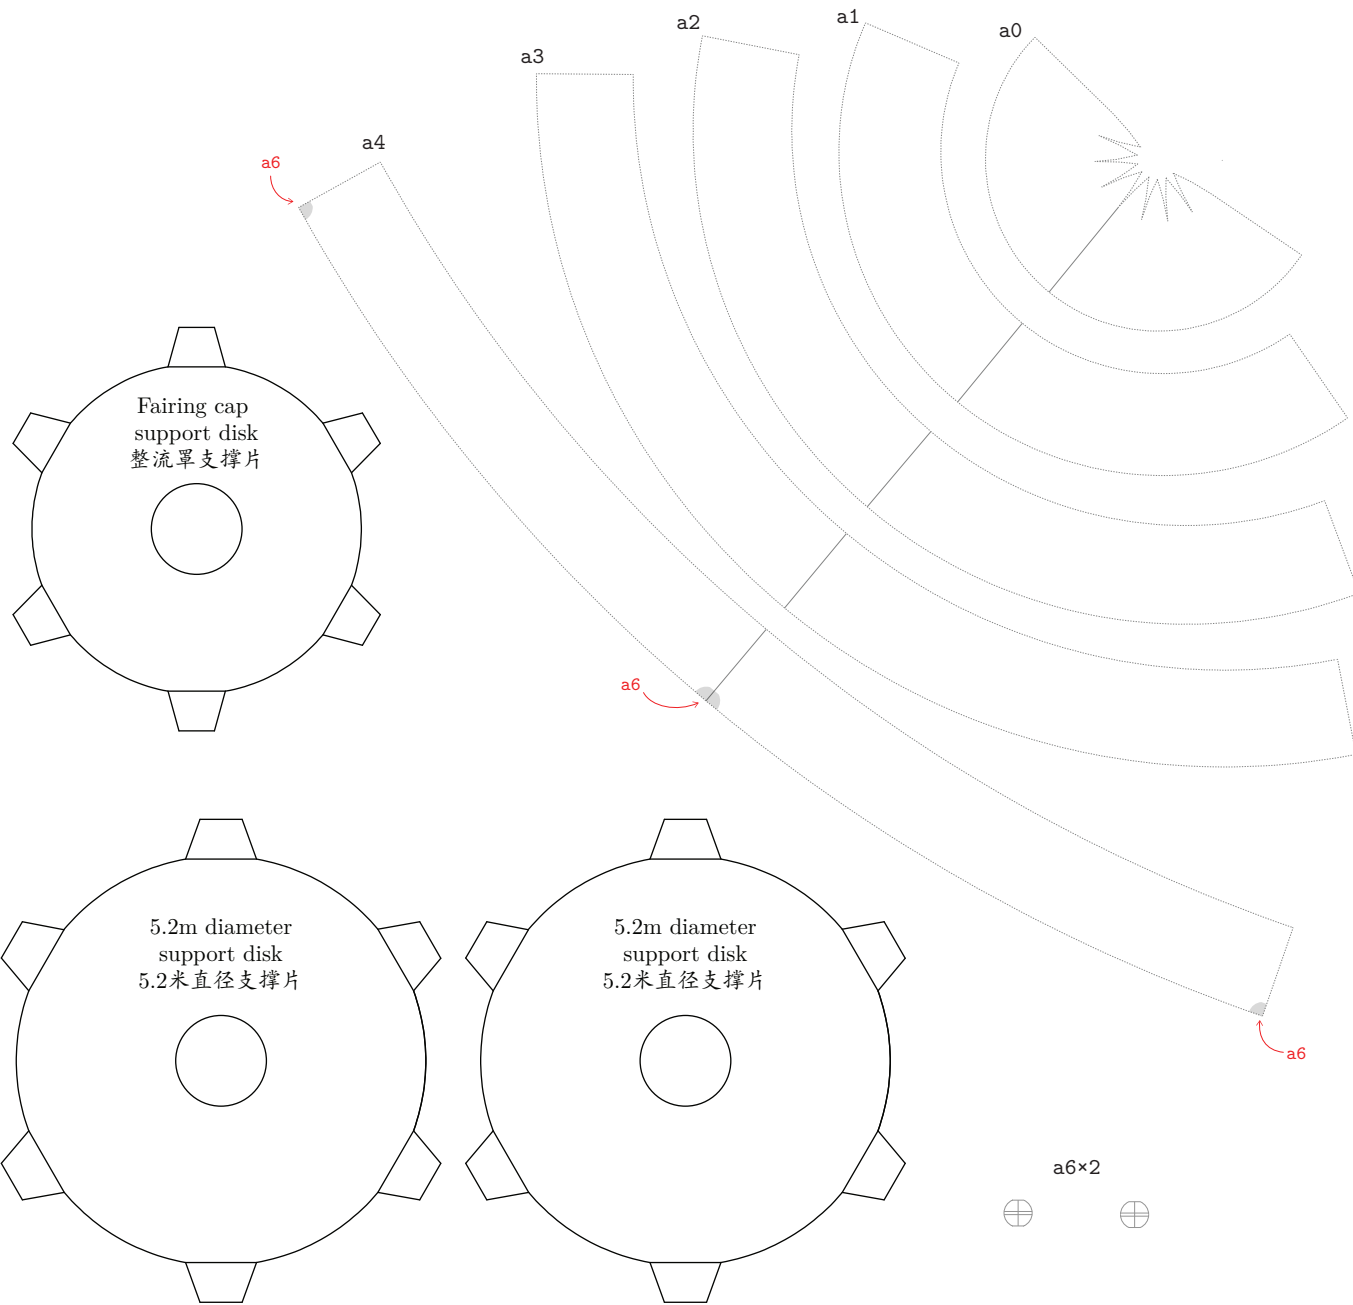 a0
a1
a2
a3
a4
a6
Fairing cap
support disk
整流罩支撑片
a6
5.2m diameter
support disk
5.2米直径支撑片
5.2m diameter
support disk
5.2米直径支撑片
a6
a6×2